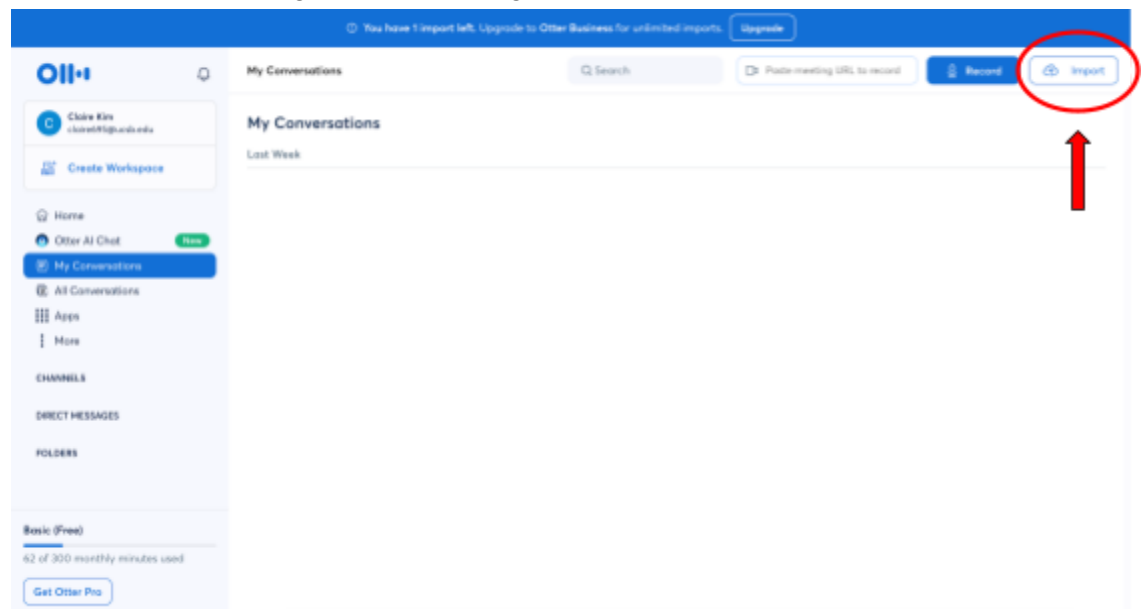 You have 1 import left. Upgrade to Otter Business for unlimited imports. Upgrade
My Conversations
Search
Paste meeting URL to record
Record
Import
C
Claire Kim
Create Workspace
Home
Otter AI Chat New
My Conversations
All Conversations
Apps
More
CHANNELS
DIRECT MESSAGES
FOLDERS
Basic (Free)
62 of 300 monthly minutes used
Get Otter Pro
My Conversations
Last Week